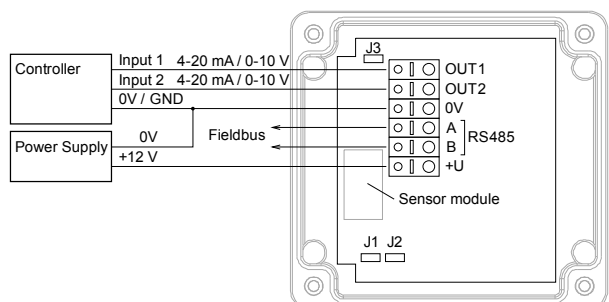 J3
Controller
Input 1 4-20 mA / 0-10 V
OUT1
Input 2 4-20 mA / 0-10 V
OUT2
0V / GND
0V
Power Supply
0V
Fieldbus
A
B
RS485
+12 V
+U
Sensor module
J1 J2